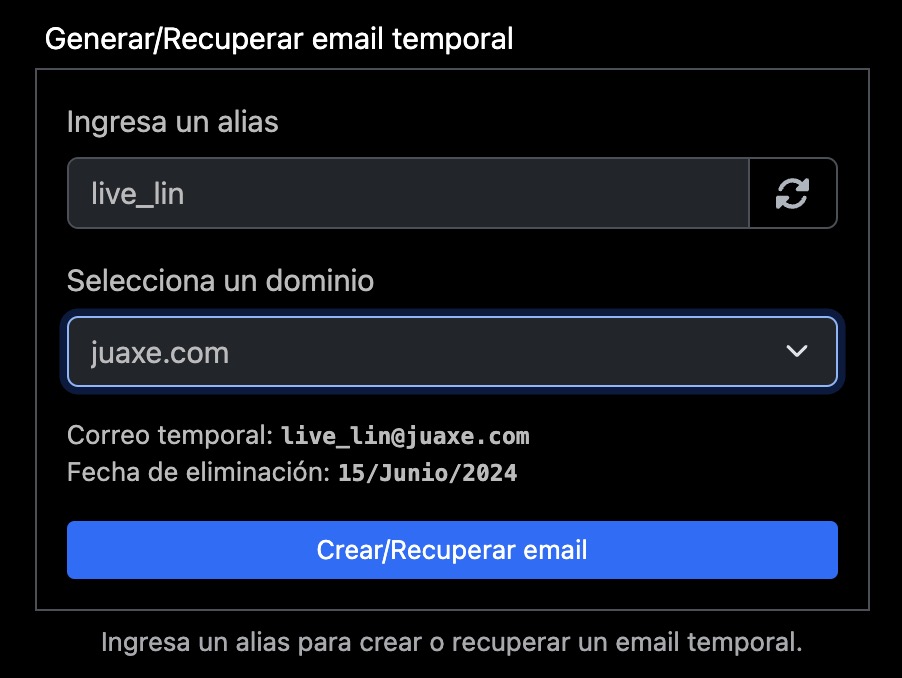 Generar/Recuperar email temporal
Ingresa un alias
live_lin
Selecciona un dominio
juaxe.com
Correo temporal: live_lin@juaxe.com
Fecha de eliminación: 15/Junio/2024
Crear/Recuperar email
Ingresa un alias para crear o recuperar un email temporal.